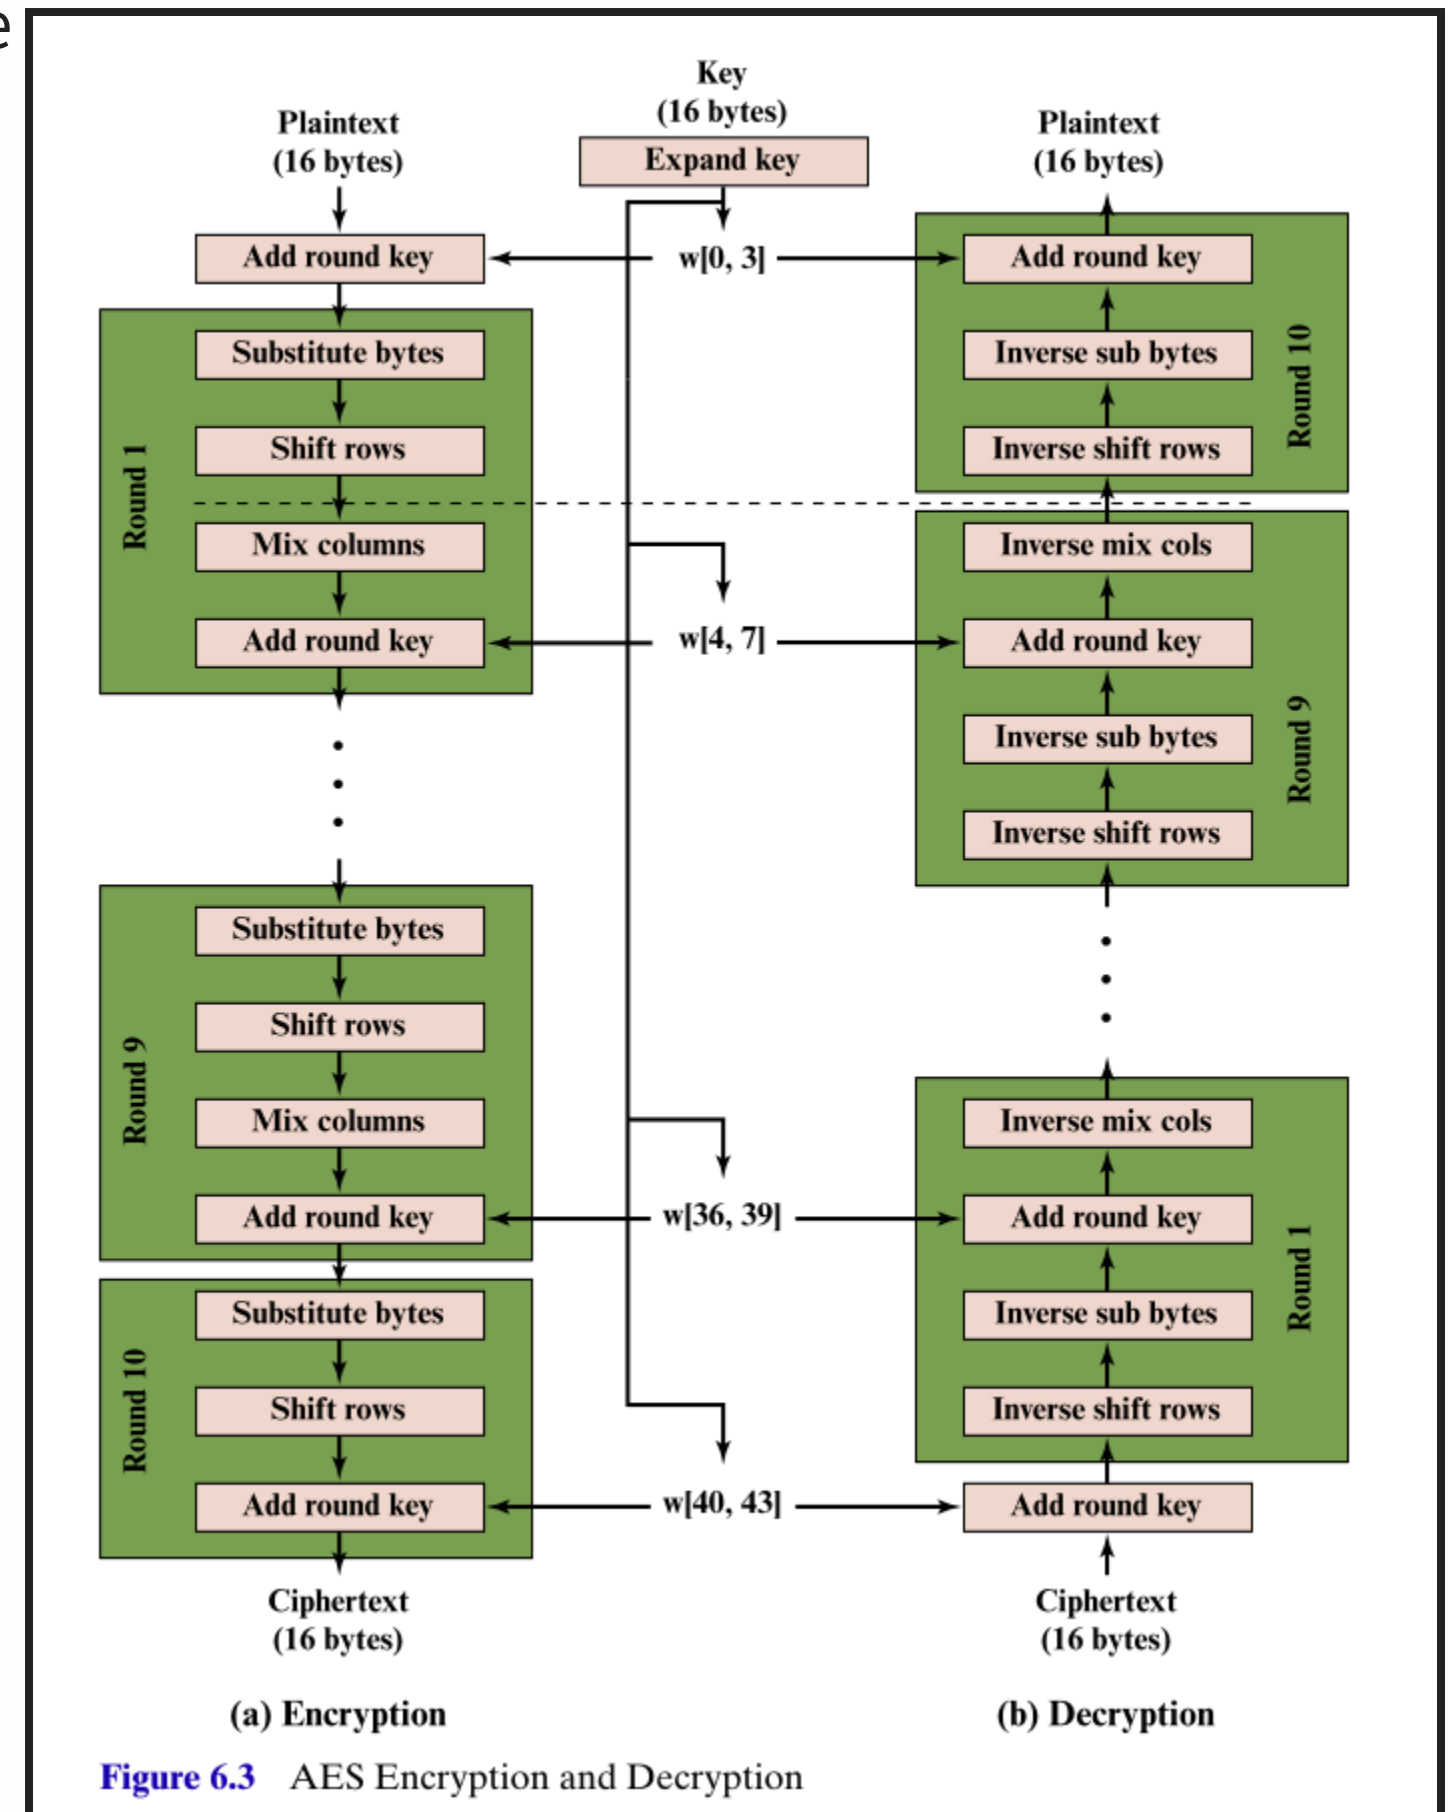 e
Key
(16 bytes)
Expand key
Plaintext
(16 bytes)
Add round key
Round 1
Substitute bytes
Shift rows
Mix columns
Add round key
Round 9
Substitute bytes
Shift rows
Mix columns
Add round key
Round 10
Substitute bytes
Shift rows
Add round key
Ciphertext
(16 bytes)
(a) Encryption
w[0, 3]
w[4, 7]
w[36, 39]
w[40, 43]
Plaintext
(16 bytes)
Add round key
Inverse sub bytes
Inverse shift rows
Round 10
Inverse mix cols
Add round key
Inverse sub bytes
Inverse shift rows
Round 9
Inverse mix cols
Add round key
Inverse sub bytes
Inverse shift rows
Round 1
Add round key
Ciphertext
(16 bytes)
(b) Decryption
Figure 6.3 AES Encryption and Decryption